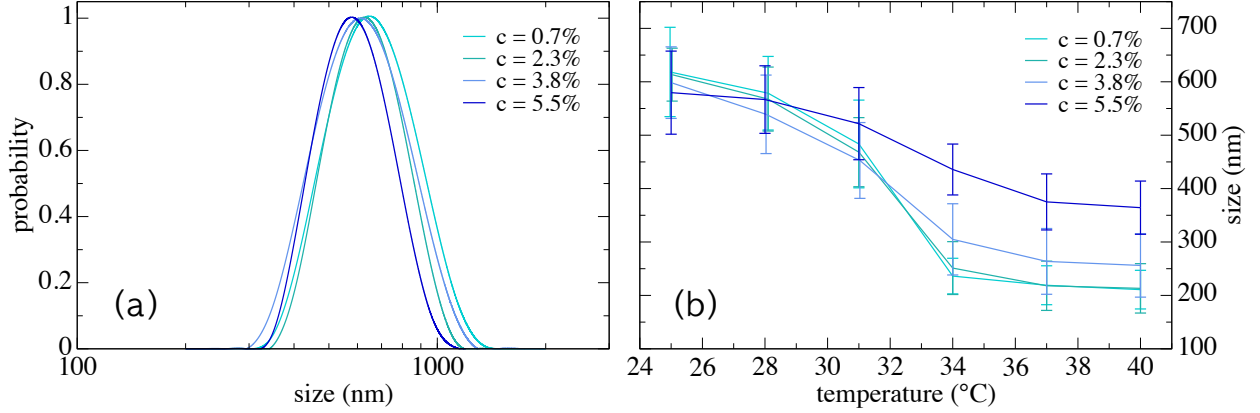 1
0.8
0.6
0.4
0.2
0
probability
100
1000
size (nm)
c = 0.7%
c = 2.3%
c = 3.8%
c = 5.5%
(a)
c = 0.7%
c = 2.3%
c = 3.8%
c = 5.5%
(b)
700
600
500
400
300
200
100
size (nm)
24 26 28 30 32 34 36 38 40
temperature (°C)